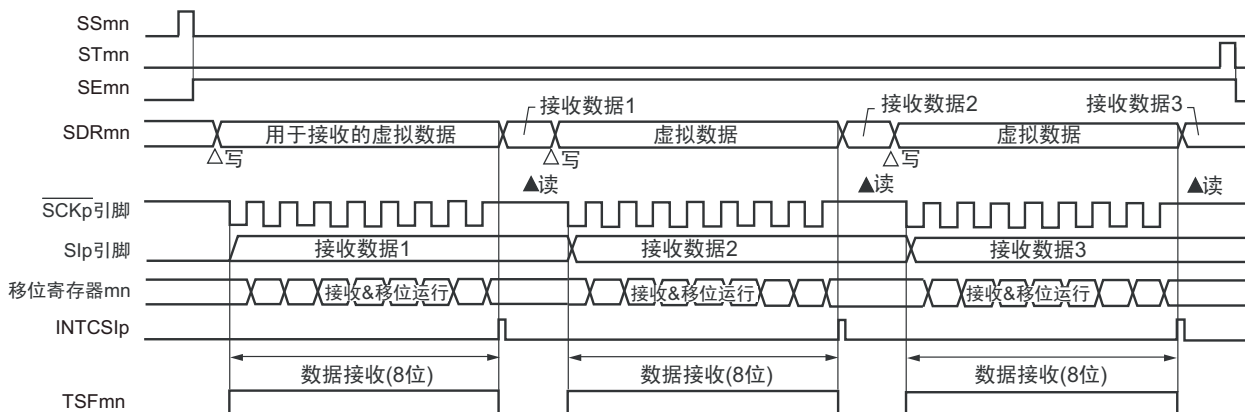 SSmn
STmn
SEmn
接收数据1 接收数据2 接收数据3
SDRmn 用于接收的虚拟数据 虚拟数据 虚拟数据
△写 △写 △写
▲读 ▲读 ▲读
SCKp引脚
SIp引脚 接收数据1 接收数据2 接收数据3
移位寄存器mn 接收&移位运行 接收&移位运行 接收&移位运行
INTCSIp
数据接收(8位) 数据接收(8位) 数据接收(8位)
TSFmn